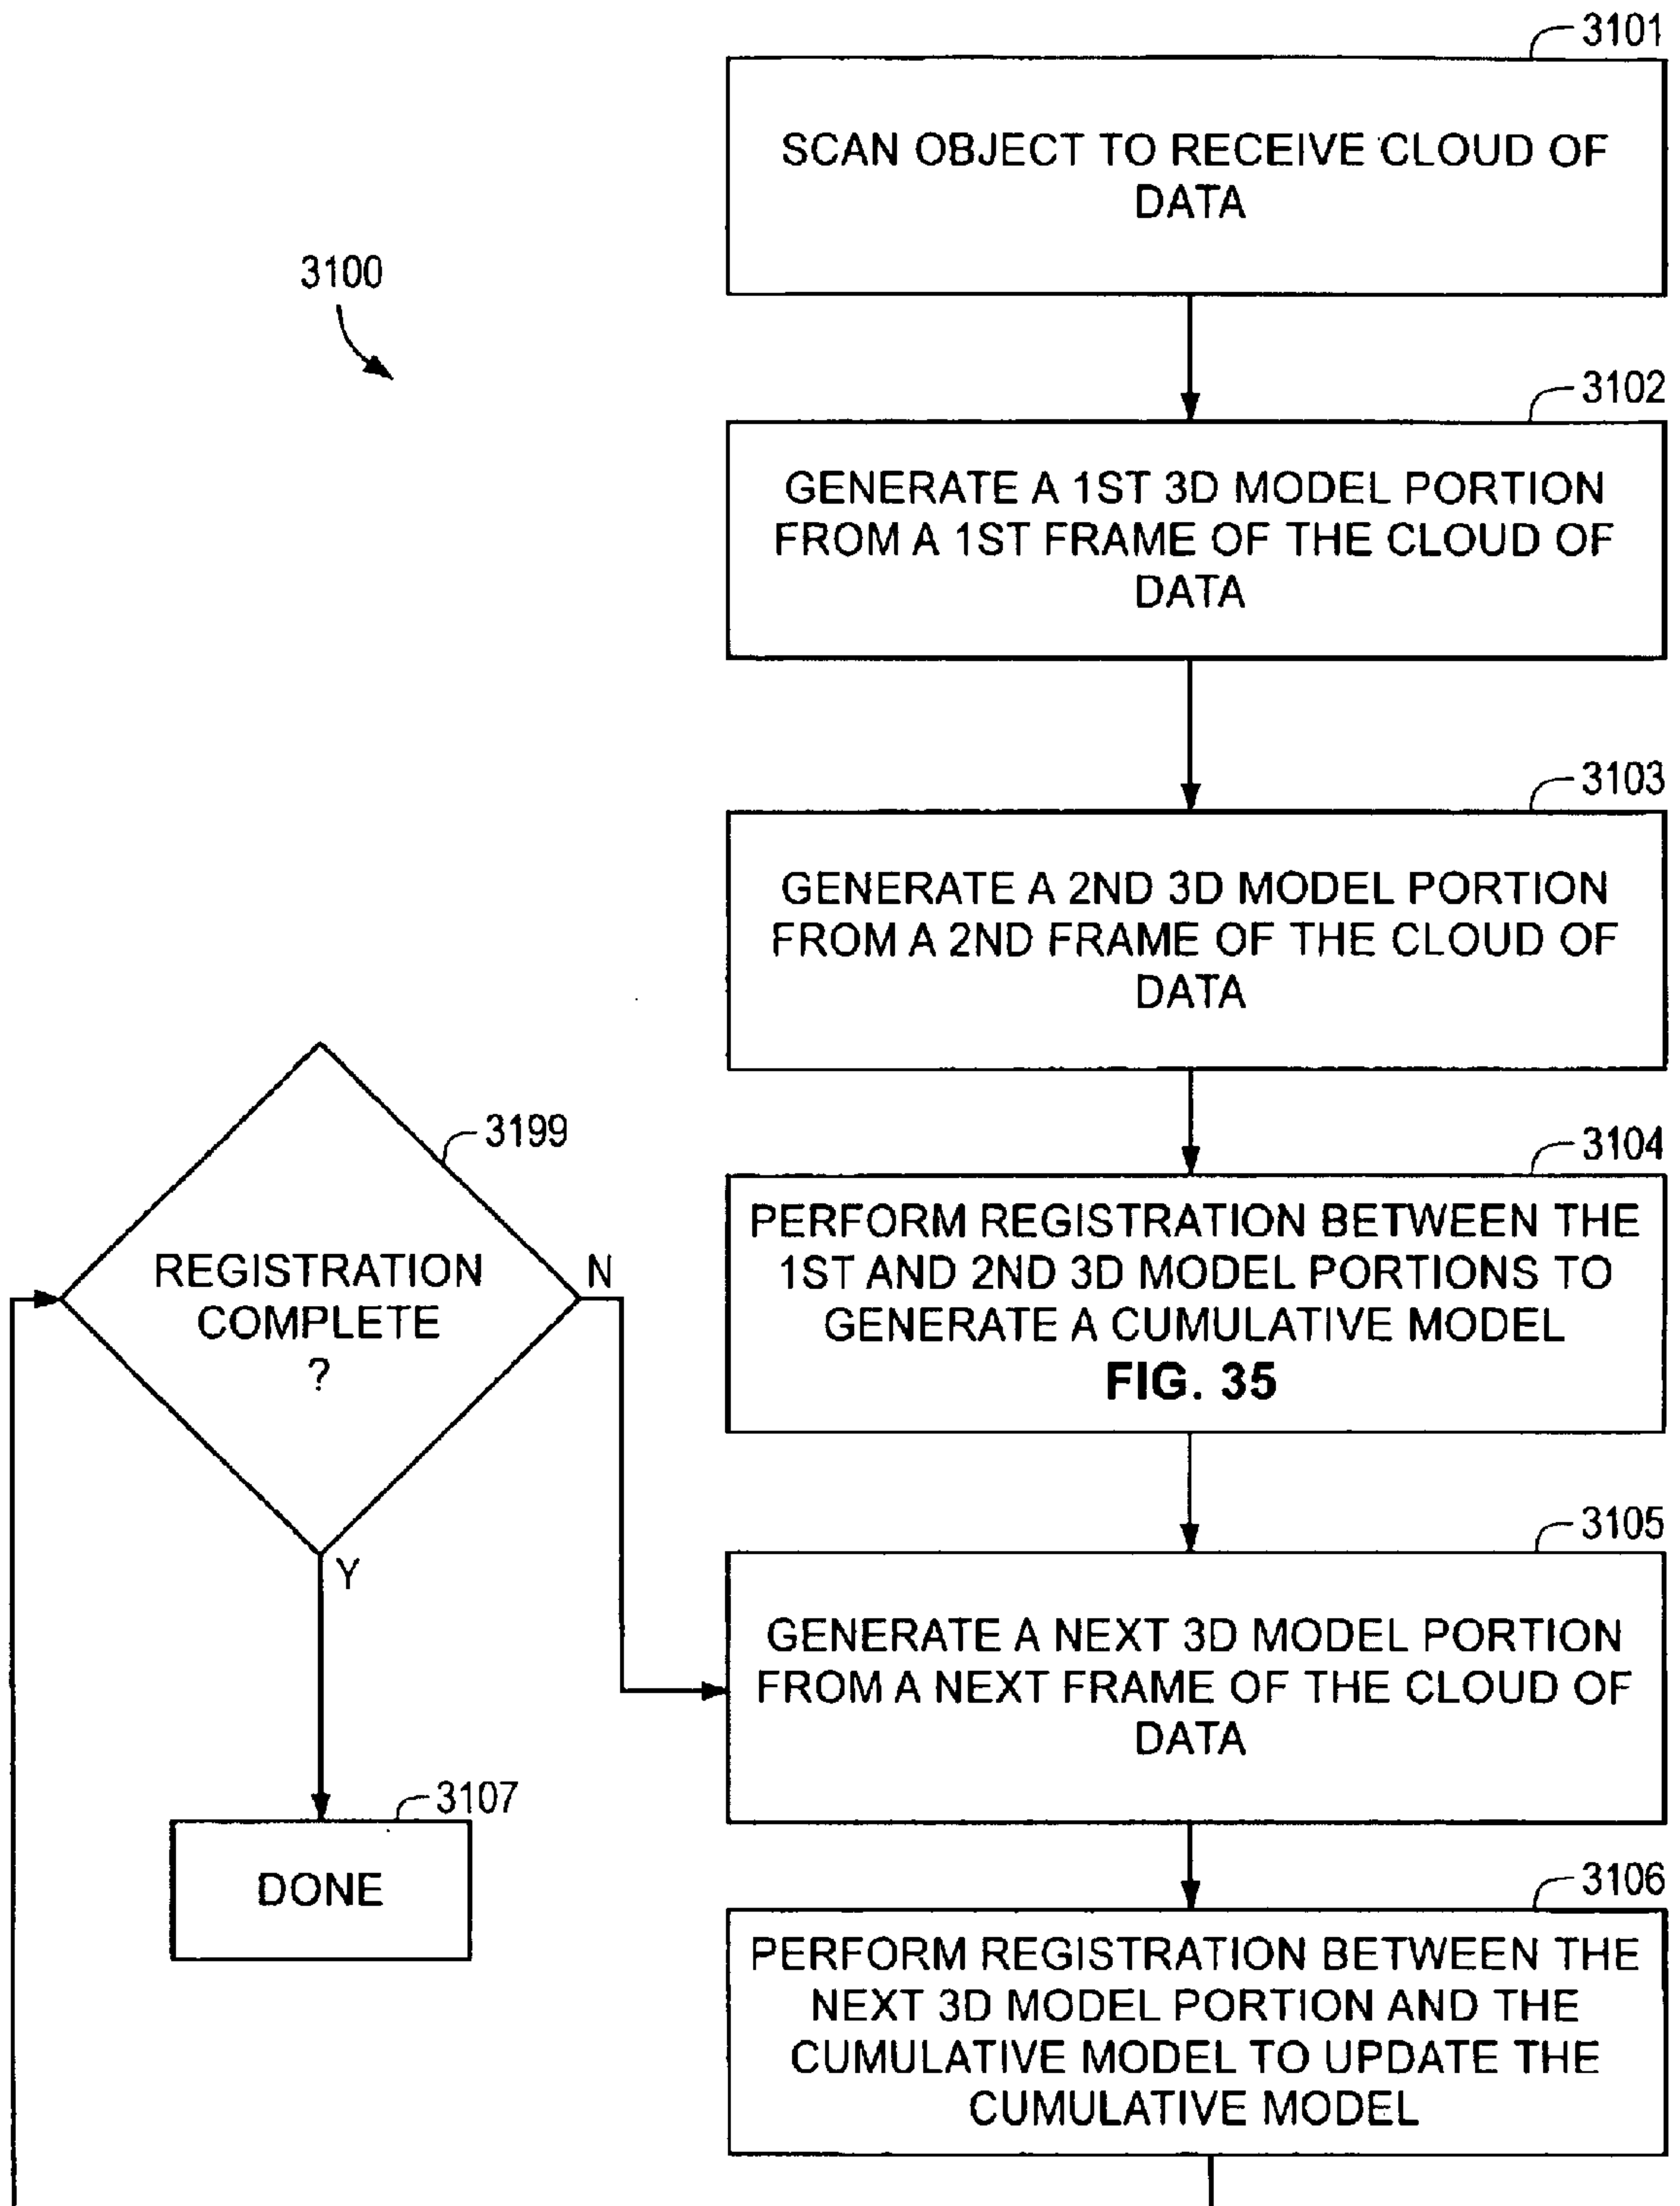 3101
SCAN OBJECT TO RECEIVE CLOUD OF
DATA
3100
3102
GENERATE A 1ST 3D MODEL PORTION
FROM A 1ST FRAME OF THE CLOUD OF
DATA
3103
GENERATE A 2ND 3D MODEL PORTION
FROM A 2ND FRAME OF THE CLOUD OF
DATA
3104
PERFORM REGISTRATION BETWEEN THE
1ST AND 2ND 3D MODEL PORTIONS TO
GENERATE A CUMULATIVE MODEL
FIG. 35
3105
GENERATE A NEXT 3D MODEL PORTION
FROM A NEXT FRAME OF THE CLOUD OF
DATA
3106
PERFORM REGISTRATION BETWEEN THE
NEXT 3D MODEL PORTION AND THE
CUMULATIVE MODEL TO UPDATE THE
CUMULATIVE MODEL
3199
REGISTRATION
COMPLETE
?
N
Y
3107
DONE